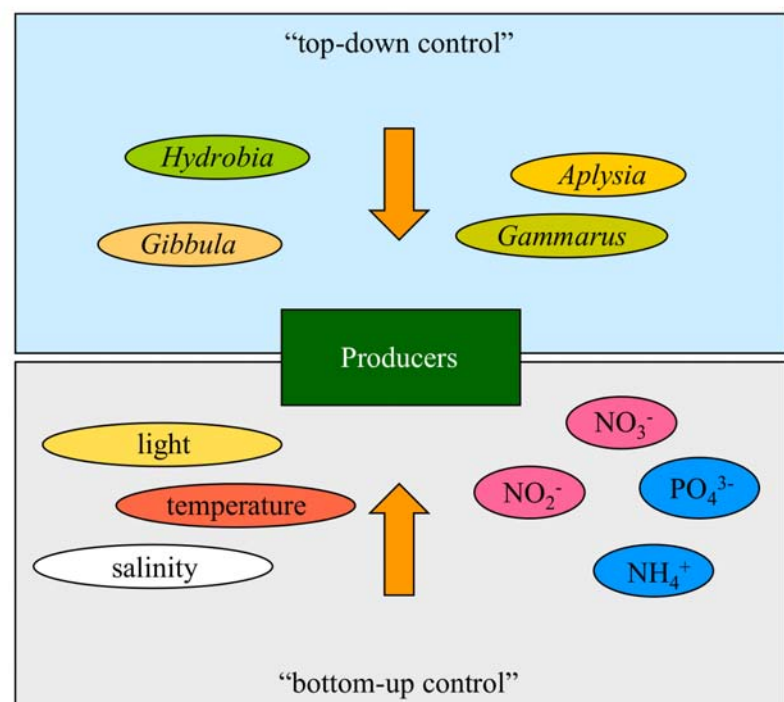 “top-down control”
Hydrobia
Aplysia
Gibbula
Gammarus
Producers
light
NO₃⁻
temperature
NO₂⁻
PO₄³⁻
salinity
NH₄⁺
“bottom-up control”